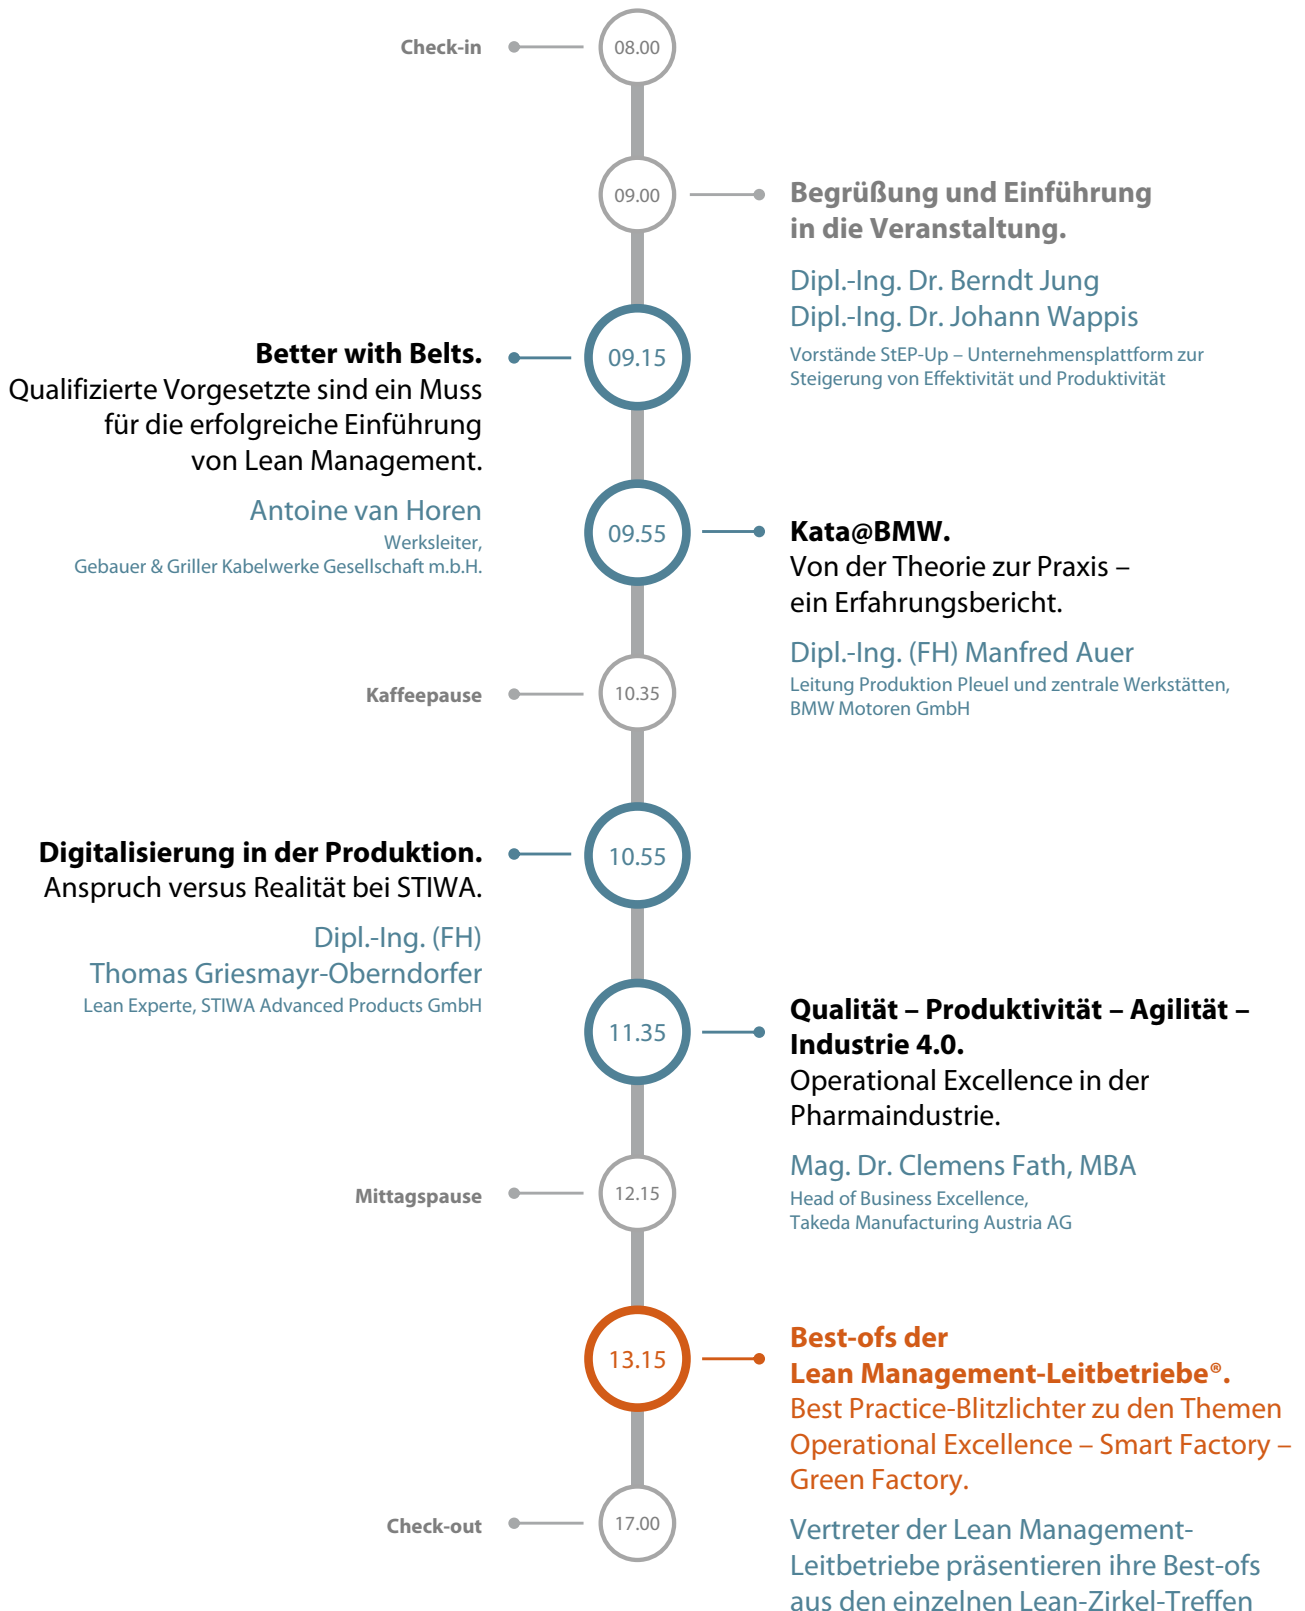 Check-in
08.00
09.00
Begrüßung und Einführung
in die Veranstaltung.
Dipl.-Ing. Dr. Berndt Jung
Dipl.-Ing. Dr. Johann Wappis
Vorstände StEP-Up – Unternehmensplattform zur
Steigerung von Effektivität und Produktivität
09.15
Better with Belts.
Qualifizierte Vorgesetzte sind ein Muss
für die erfolgreiche Einführung
von Lean Management.
Antoine van Horen
Werksleiter,
Gebauer & Griller Kabelwerke Gesellschaft m.b.H.
09.55
Kata@BMW.
Von der Theorie zur Praxis –
ein Erfahrungsbericht.
Dipl.-Ing. (FH) Manfred Auer
Leitung Produktion Pleuel und zentrale Werkstätten,
BMW Motoren GmbH
Kaffeepause
10.35
10.55
Digitalisierung in der Produktion.
Anspruch versus Realität bei STIWA.
Dipl.-Ing. (FH)
Thomas Griesmayr-Oberndorfer
Lean Experte, STIWA Advanced Products GmbH
11.35
Qualität – Produktivität – Agilität –
Industrie 4.0.
Operational Excellence in der
Pharmaindustrie.
Mag. Dr. Clemens Fath, MBA
Head of Business Excellence,
Takeda Manufacturing Austria AG
Mittagspause
12.15
13.15
Best-ofs der
Lean Management-Leitbetriebe®.
Best Practice-Blitzlichter zu den Themen
Operational Excellence – Smart Factory –
Green Factory.
Vertreter der Lean Management-
Leitbetriebe präsentieren ihre Best-ofs
aus den einzelnen Lean-Zirkel-Treffen
Check-out
17.00